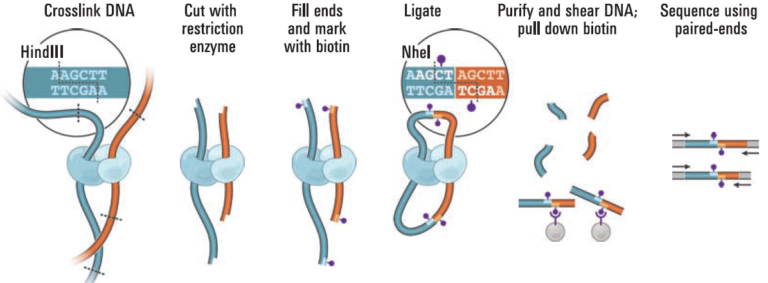 Crosslink DNA
Cut with
restriction
enzyme
Fill ends
and mark
with biotin
Ligate
Purify and shear DNA;
pull down biotin
Sequence using
paired-ends
HindIII
AAGCTT
TTCGAA
NheI
AAGCT AGCTT
TTCGA TCGAA